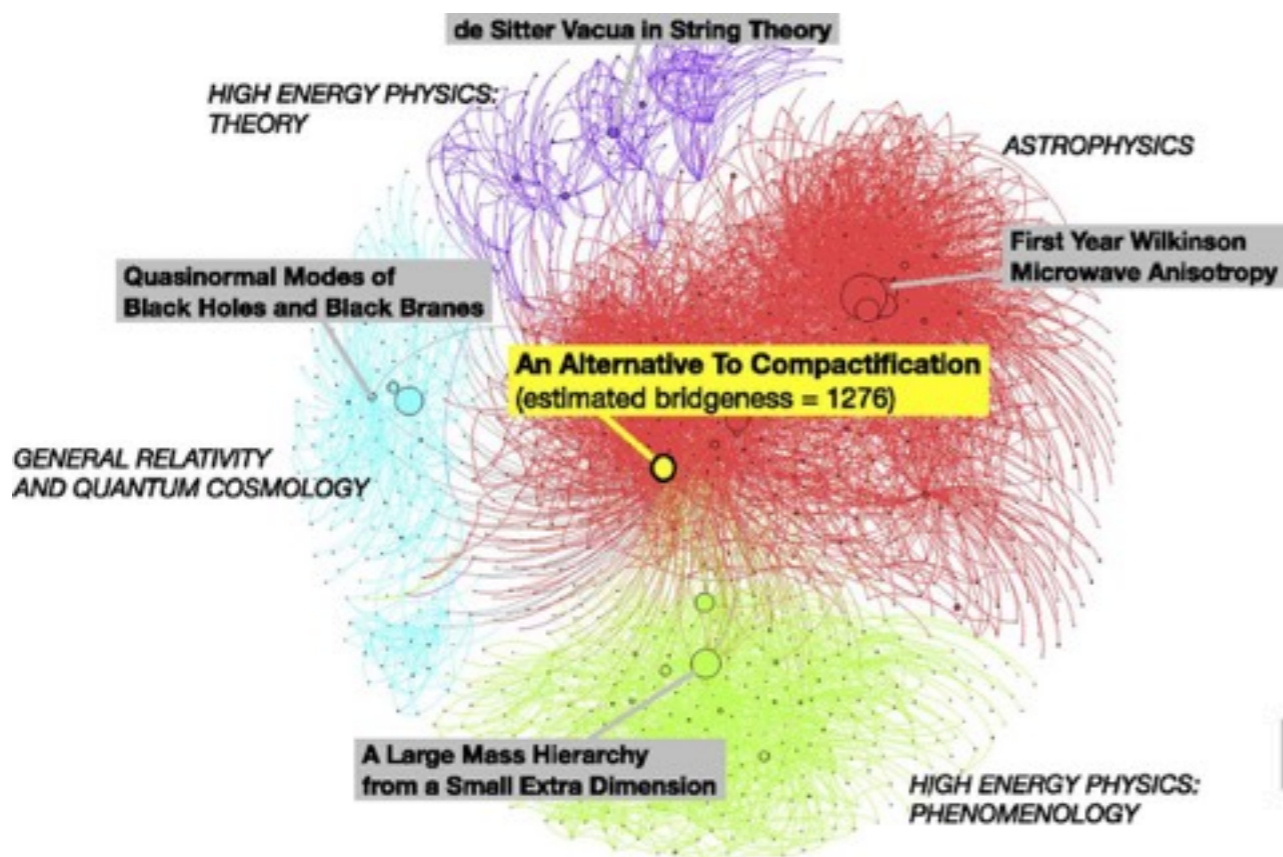 de Sitter Vacua in String Theory
HIGH ENERGY PHYSICS:
THEORY
ASTROPHYSICS
First Year Wilkinson
Microwave Anisotropy
Quasinormal Modes of
Black Holes and Black Branes
An Alternative To Compactification
(estimated bridgeness = 1276)
GENERAL RELATIVITY
AND QUANTUM COSMOLOGY
A Large Mass Hierarchy
from a Small Extra Dimension
HIGH ENERGY PHYSICS:
PHENOMENOLOGY